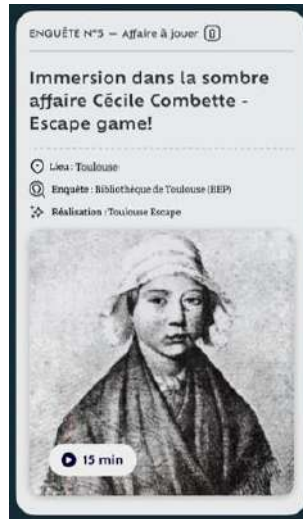 ENQUÊTE N°5 – Affaire à jouer
Immersion dans la sombre
affaire Cécile Combette -
Escape game!
Lieu : Toulouse
Enquête : Bibliothèque de Toulouse (BEP)
Réalisation : Toulouse Escape
15 min